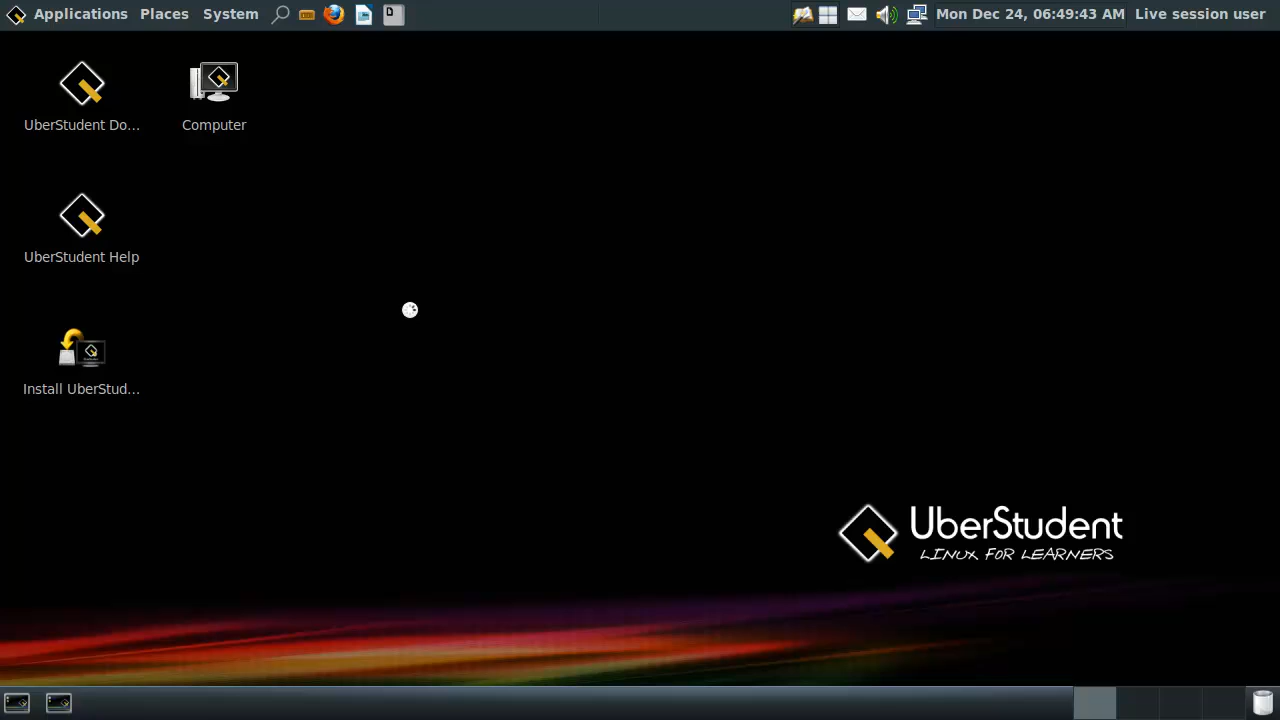 Applications Places System Mon Dec 24, 06:49:43 AM Live session user
UberStudent Do... Computer
UberStudent Help
Install UberStud...
UberStudent
LINUX FOR LEARNERS